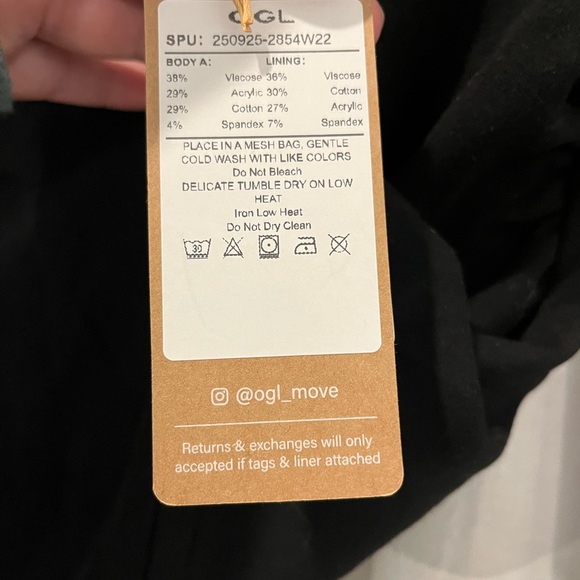 OGL
SPU: 250925-2854W22
BODY A: LINING:
38% Viscose 36% Viscose
29% Acrylic 30% Cotton
29% Cotton 27% Acrylic
4% Spandex 7% Spandex
PLACE IN A MESH BAG, GENTLE
COLD WASH WITH LIKE COLORS
Do Not Bleach
DELICATE TUMBLE DRY ON LOW
HEAT
Iron Low Heat
Do Not Dry Clean
30
@ogl_move
Returns & exchanges will only
accepted if tags & liner attached